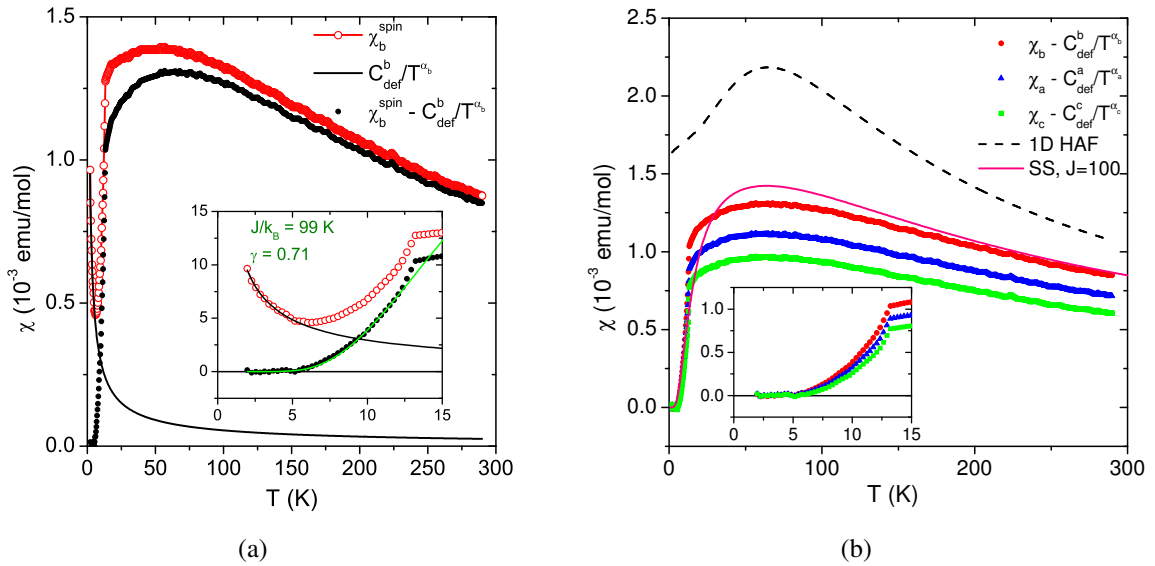 1.5
1.0
0.5
0.0
χ (10⁻³ emu/mol)
0 50 100 150 200 250 300
T (K)
χ_b^spin
C_def^b/T^α_b
χ_b^spin - C_def^b/T^α_b
15
10
5
0
0 5 10 15
J/k_B = 99 K
γ = 0.71
(a)
2.5
2.0
1.5
1.0
0.5
0.0
χ (10⁻³ emu/mol)
0 100 200 300
T (K)
χ_b - C_def^b/T^α_b
χ_a - C_def^a/T^α_a
χ_c - C_def^c/T^α_c
1D HAF
SS, J=100
1.0
0.5
0.0
0 5 10 15
(b)